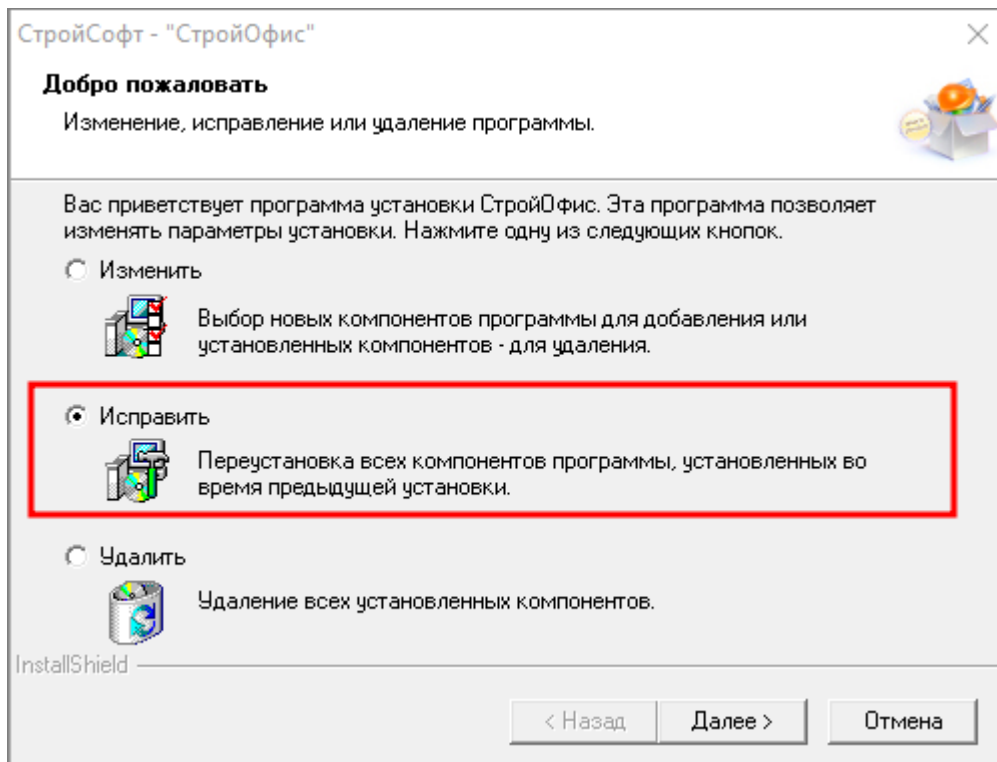 СтройСофт - "СтройОфис"
Добро пожаловать
Изменение, исправление или удаление программы.
Вас приветствует программа установки СтройОфис. Эта программа позволяет
изменять параметры установки. Нажмите одну из следующих кнопок.
Изменить
Выбор новых компонентов программы для добавления или
установленных компонентов - для удаления.
Исправить
Переустановка всех компонентов программы, установленных во
время предыдущей установки.
Удалить
Удаление всех установленных компонентов.
InstallShield
< Назад Далее > Отмена